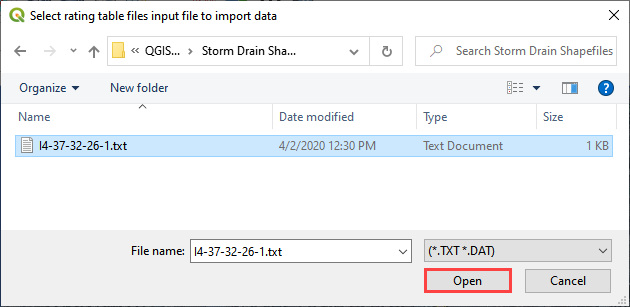 Select rating table files input file to import data
« QGIS... > Storm Drain Sha...
Search Storm Drain Shapefiles
Organize New folder
Name Date modified Type Size
I4-37-32-26-1.txt 4/2/2020 12:30 PM Text Document 1 KB
File name: I4-37-32-26-1.txt (*.TXT *.DAT)
Open Cancel